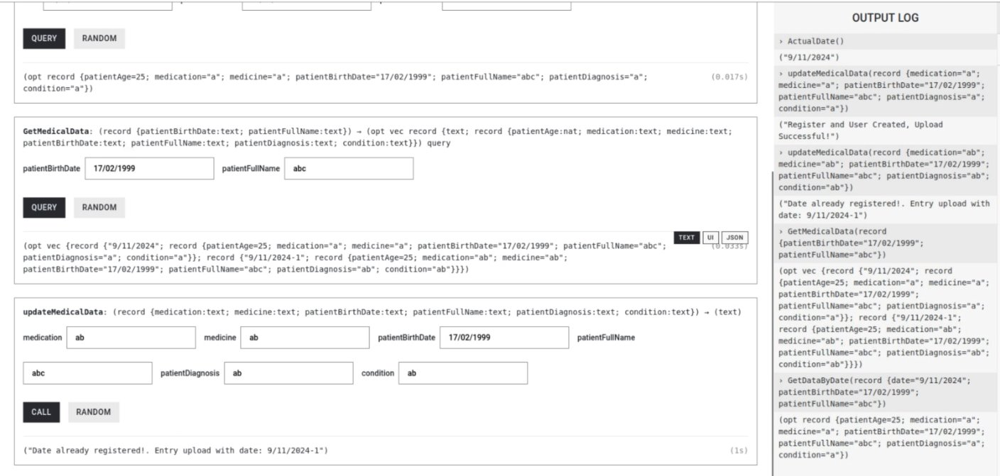 QUERY RANDOM
(opt record {patientAge=25; medication="a"; medicine="a"; patientBirthDate="17/02/1999"; patientFullName="abc"; patientDiagnosis="a"; (0.017s)
condition="a"})
GetMedicalData: (record {patientBirthDate:text; patientFullName:text}) → (opt vec record {text; record {patientAge:nat; medication:text; medicine:text;
patientBirthDate:text; patientFullName:text; patientDiagnosis:text; condition:text}}) query
patientBirthDate 17/02/1999 patientFullName abc
QUERY RANDOM
TEXT UI JSON
(opt vec {record {"9/11/2024"; record {patientAge=25; medication="a"; medicine="a"; patientBirthDate="17/02/1999"; patientFullName="abc"; (0.033s)
patientDiagnosis="a"; condition="a"}}; record {"9/11/2024-1"; record {patientAge=25; medication="ab"; medicine="ab";
patientBirthDate="17/02/1999"; patientFullName="abc"; patientDiagnosis="ab"; condition="ab"}}})
updateMedicalData: (record {medication:text; medicine:text; patientBirthDate:text; patientFullName:text; patientDiagnosis:text; condition:text}) → (text)
medication ab medicine ab patientBirthDate 17/02/1999 patientFullName
abc patientDiagnosis ab condition ab
CALL RANDOM
("Date already registered!. Entry upload with date: 9/11/2024-1") (1s)
OUTPUT LOG
› ActualDate()
("9/11/2024")
› updateMedicalData(record {medication="a";
medicine="a"; patientBirthDate="17/02/1999";
patientFullName="abc"; patientDiagnosis="a";
condition="a"})
("Register and User Created, Upload
Successful!")
› updateMedicalData(record {medication="ab";
medicine="ab"; patientBirthDate="17/02/1999";
patientFullName="abc"; patientDiagnosis="ab";
condition="ab"})
("Date already registered!. Entry upload with
date: 9/11/2024-1")
› GetMedicalData(record
{patientBirthDate="17/02/1999";
patientFullName="abc"})
(opt vec {record {"9/11/2024"; record
{patientAge=25; medication="a"; medicine="a";
patientBirthDate="17/02/1999";
patientFullName="abc"; patientDiagnosis="a";
condition="a"}}; record {"9/11/2024-1";
record {patientAge=25; medication="ab";
medicine="ab"; patientBirthDate="17/02/1999";
patientFullName="abc"; patientDiagnosis="ab";
condition="ab"}}})
› GetDataByDate(record {date="9/11/2024";
patientBirthDate="17/02/1999";
patientFullName="abc"})
(opt record {patientAge=25; medication="a";
medicine="a"; patientBirthDate="17/02/1999";
patientFullName="abc"; patientDiagnosis="a";
condition="a"})